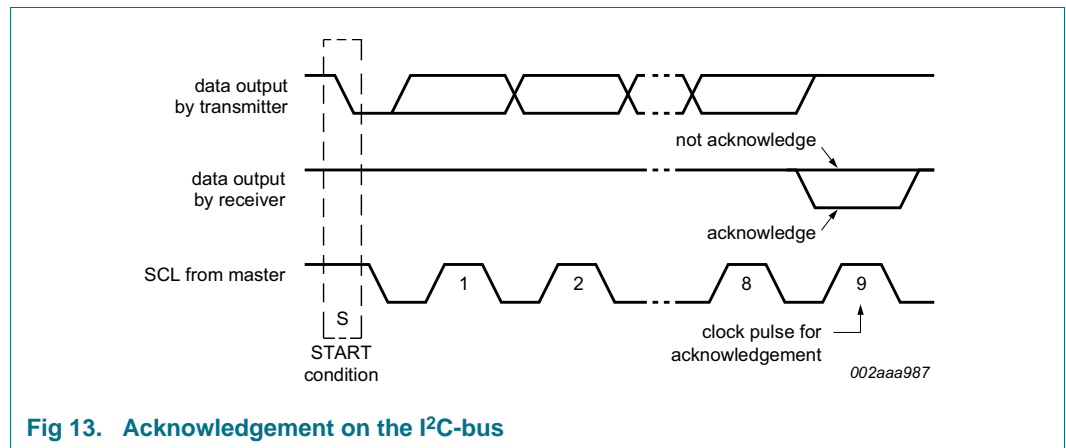 data output
by transmitter
not acknowledge
data output
by receiver
acknowledge
SCL from master
1
2
8
9
S
START
condition
clock pulse for
acknowledgement
002aaa987
Fig 13. Acknowledgement on the I²C-bus